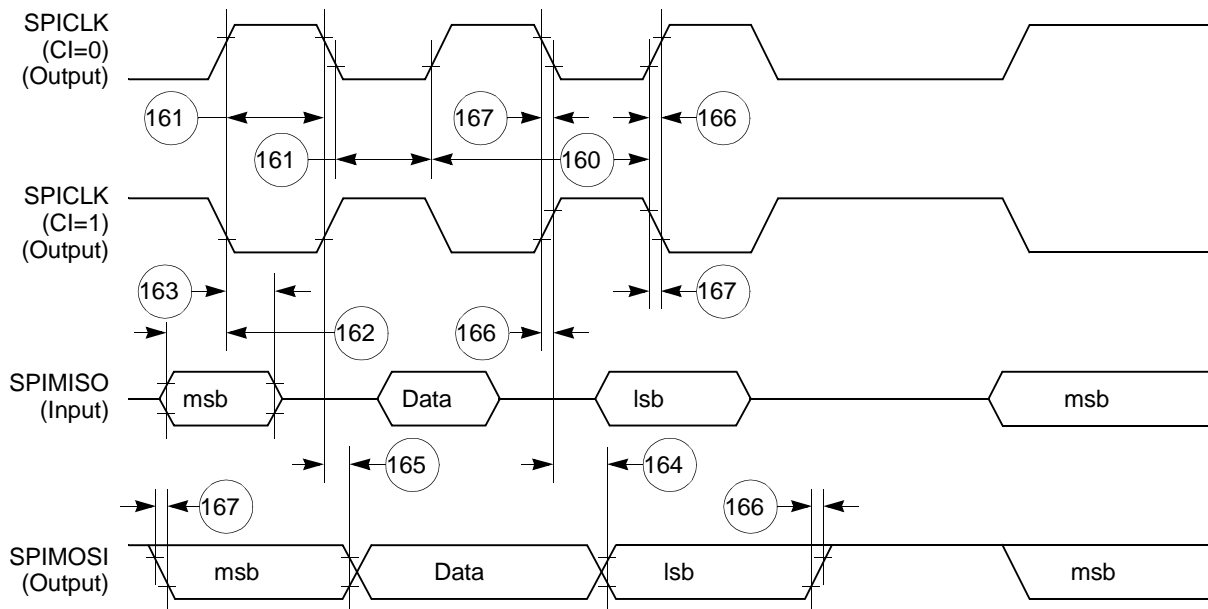 SPICLK
(CI=0)
(Output)
161
167
166
161
160
SPICLK
(CI=1)
(Output)
163
167
162
166
SPIMISO
(Input)
msb
Data
lsb
msb
165
164
167
166
SPIMOSI
(Output)
msb
Data
lsb
msb